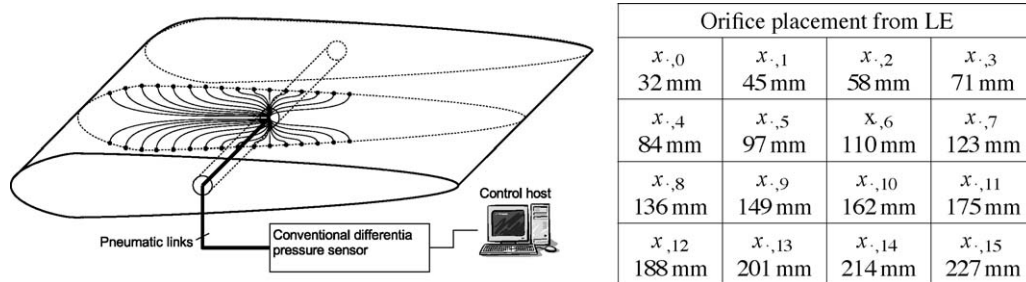 Control host
Pneumatic links
Conventional differentia
pressure sensor
Orifice placement from LE
x.,0 x.,1 x.,2 x.,3
32 mm 45 mm 58 mm 71 mm
x.,4 x.,5 x.,6 x.,7
84 mm 97 mm 110 mm 123 mm
x.,8 x.,9 x.,10 x.,11
136 mm 149 mm 162 mm 175 mm
x.,12 x.,13 x.,14 x.,15
188 mm 201 mm 214 mm 227 mm